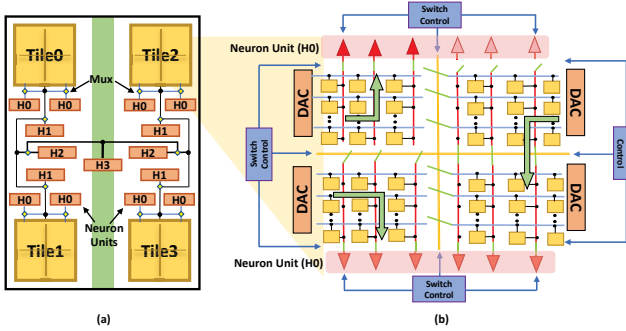 Tile0
Tile2
Mux
H0
H0
H0
H0
H1
H1
H2
H2
H3
H1
H1
H0
H0
H0
H0
Neuron
Units
Tile1
Tile3
(a)
Switch
Control
Neuron Unit (H0)
DAC
DAC
Switch
Control
Control
DAC
DAC
Neuron Unit (H0)
Switch
Control
(b)